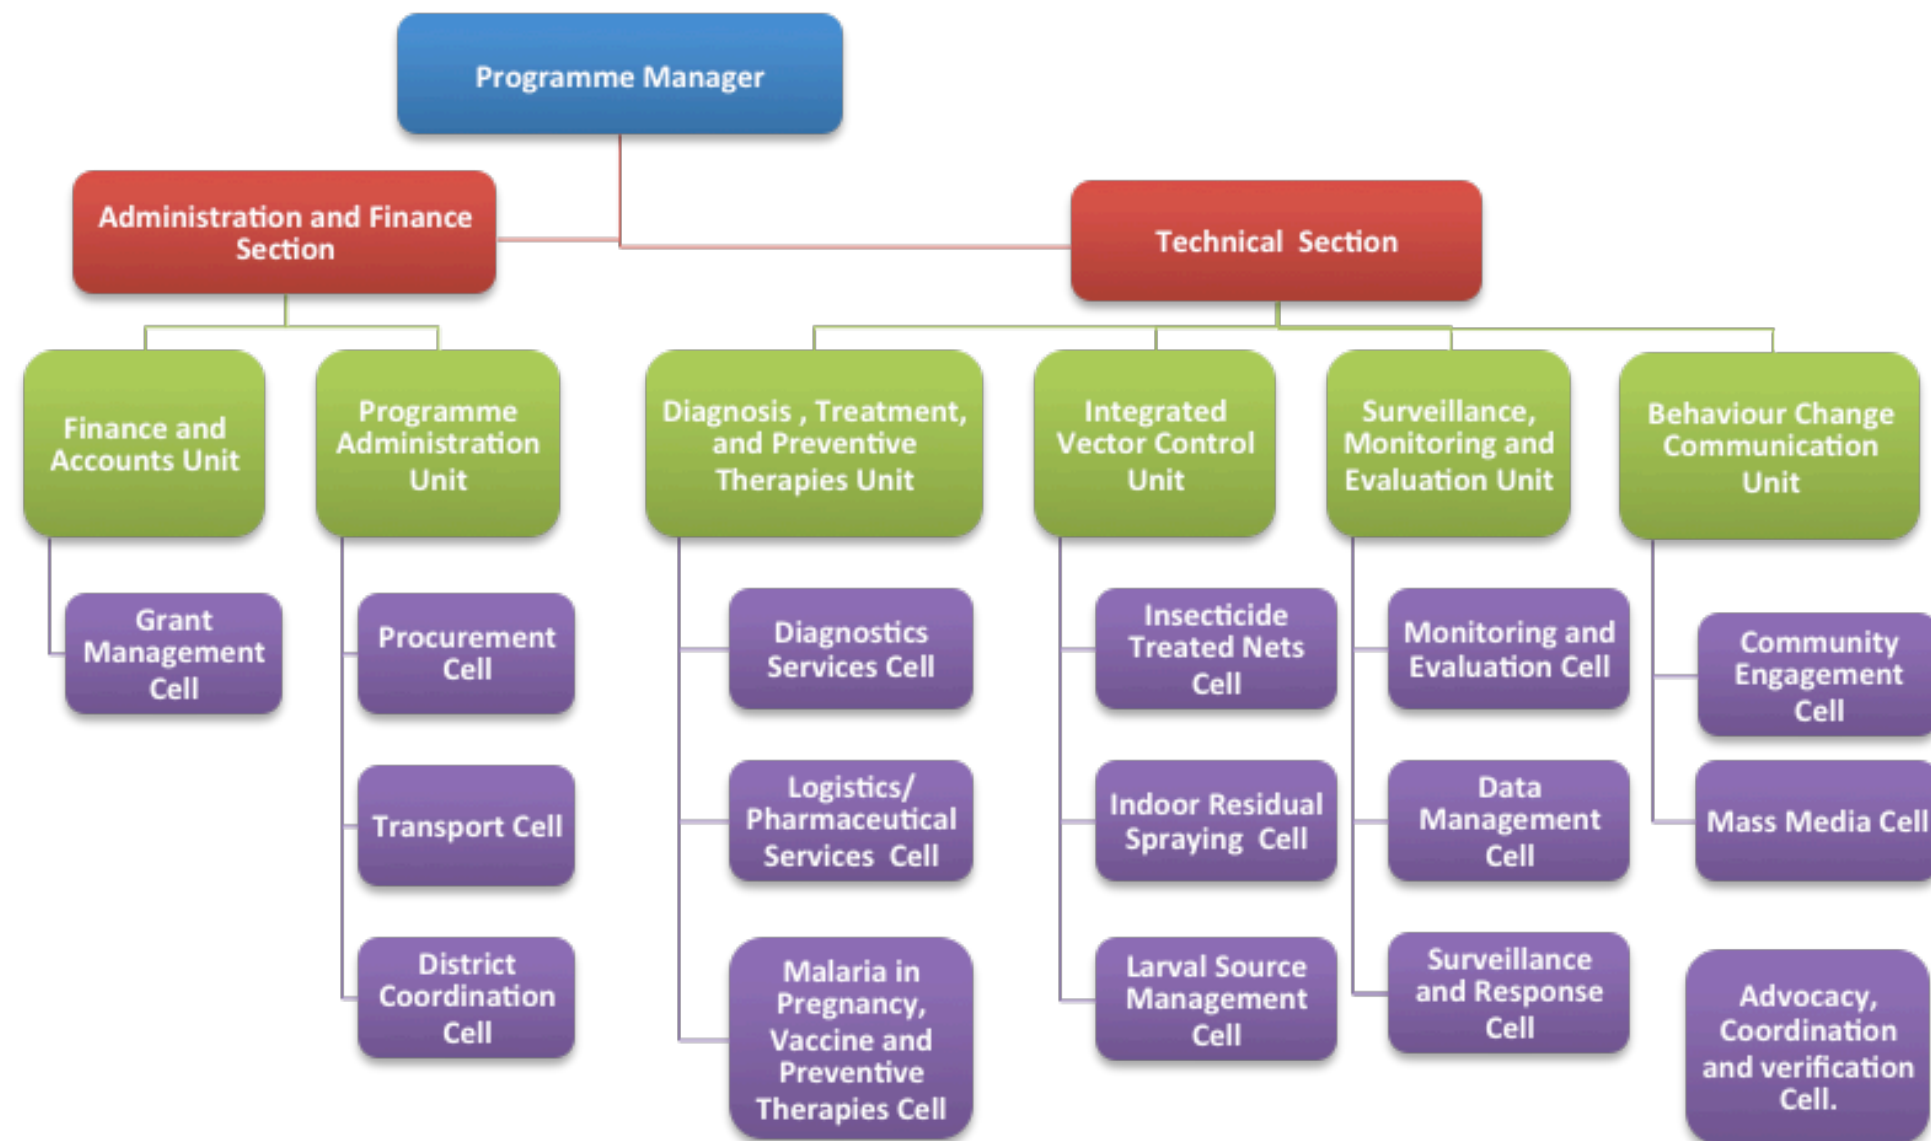 Programme Manager
Administration and Finance
Section
Technical Section
Finance and
Accounts Unit
Programme
Administration
Unit
Diagnosis , Treatment,
and Preventive
Therapies Unit
Integrated
Vector Control
Unit
Surveillance,
Monitoring and
Evaluation Unit
Behaviour Change
Communication
Unit
Grant
Management
Cell
Procurement
Cell
Transport Cell
District
Coordination
Cell
Diagnostics
Services Cell
Logistics/
Pharmaceutical
Services Cell
Malaria in
Pregnancy,
Vaccine and
Preventive
Therapies Cell
Insecticide
Treated Nets
Cell
Indoor Residual
Spraying Cell
Larval Source
Management
Cell
Monitoring and
Evaluation Cell
Data
Management
Cell
Surveillance
and Response
Cell
Community
Engagement
Cell
Mass Media Cell
Advocacy,
Coordination
and verification
Cell.